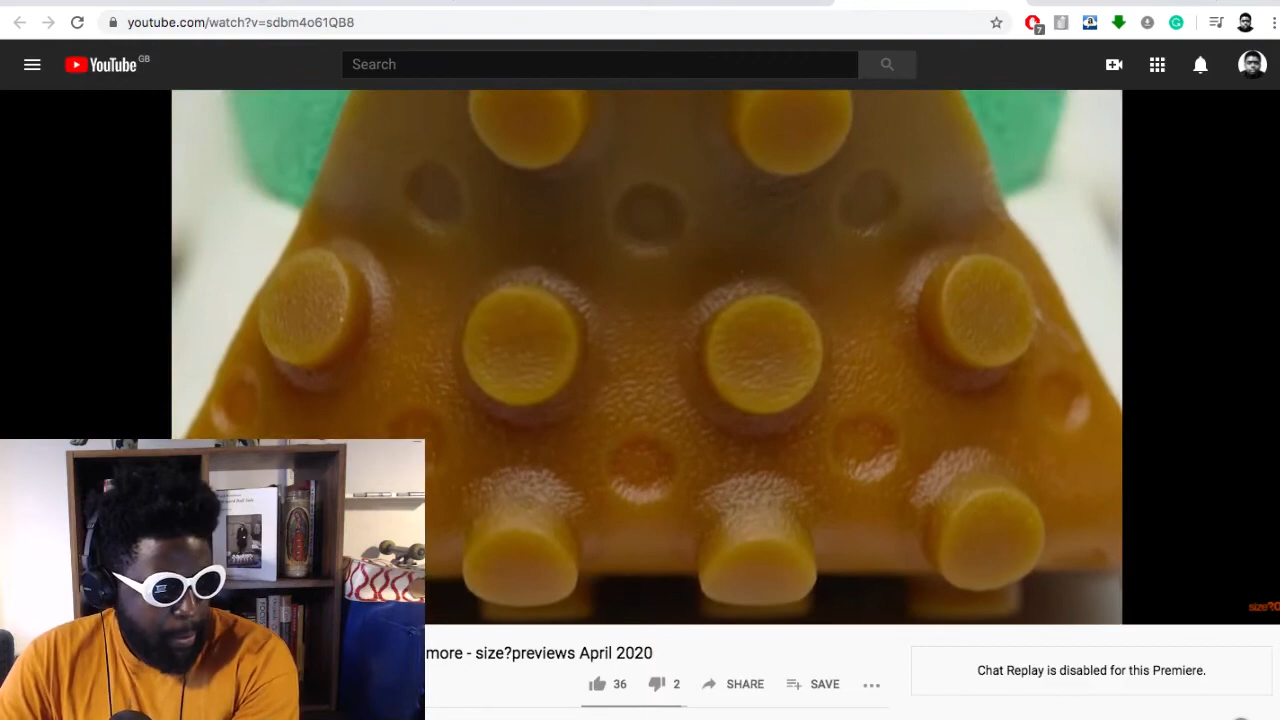 youtube.com/watch?v=sdbm4o61QB8
7
YouTube GB
Search
more - size?previews April 2020
36
2
SHARE
SAVE
Chat Replay is disabled for this Premiere.